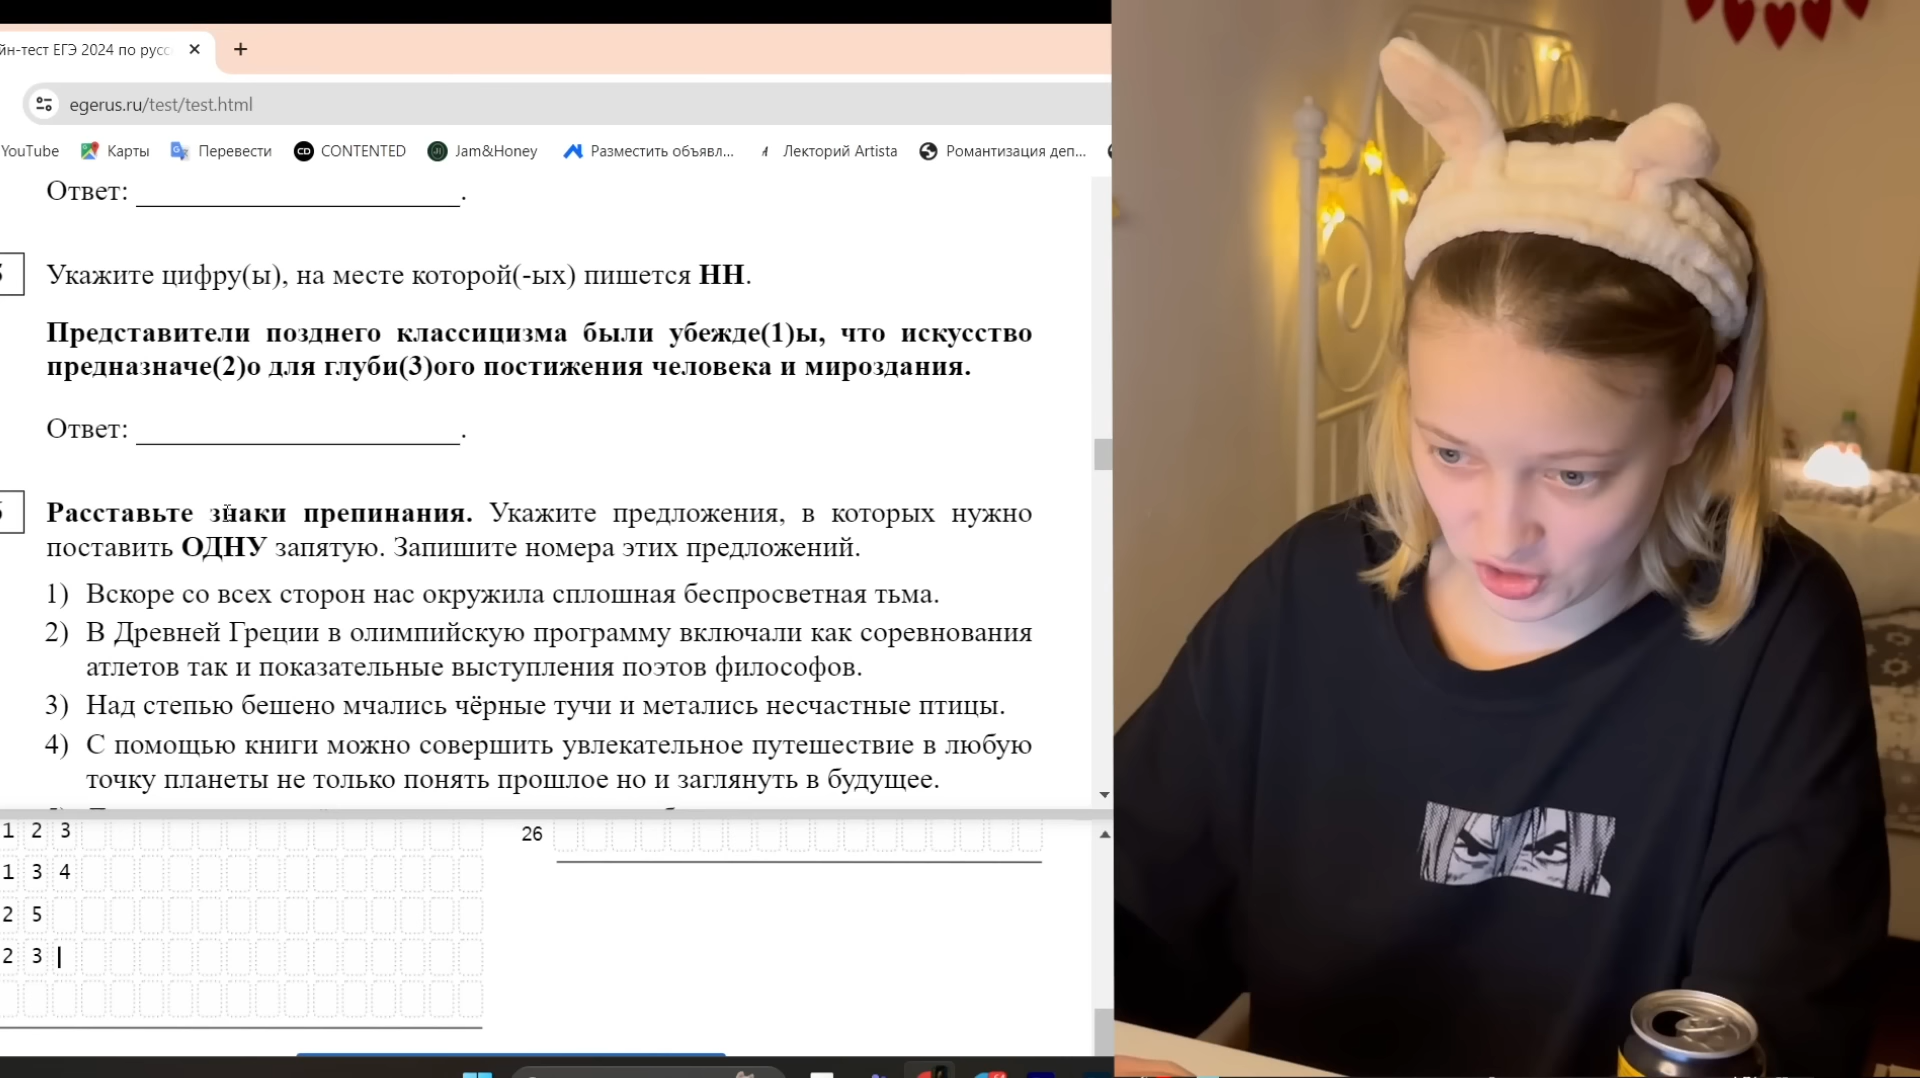 йн-тест ЕГЭ 2024 по русс
egerus.ru/test/test.html
YouTube Карты Перевести CONTENTED Jam&Honey Разместить объявл... Лекторий Artista Романтизация деп...
Ответ: ____________________.
Укажите цифру(ы), на месте которой(-ых) пишется НН.
Представители позднего классицизма были убежде(1)ы, что искусство
предназначе(2)о для глуби(3)ого постижения человека и мироздания.
Ответ: ____________________.
Расставьте знаки препинания. Укажите предложения, в которых нужно
поставить ОДНУ запятую. Запишите номера этих предложений.
1) Вскоре со всех сторон нас окружила сплошная беспросветная тьма.
2) В Древней Греции в олимпийскую программу включали как соревнования
атлетов так и показательные выступления поэтов философов.
3) Над степью бешено мчались чёрные тучи и метались несчастные птицы.
4) С помощью книги можно совершить увлекательное путешествие в любую
точку планеты не только понять прошлое но и заглянуть в будущее.
1 2 3
26
1 3 4
2 5
2 3